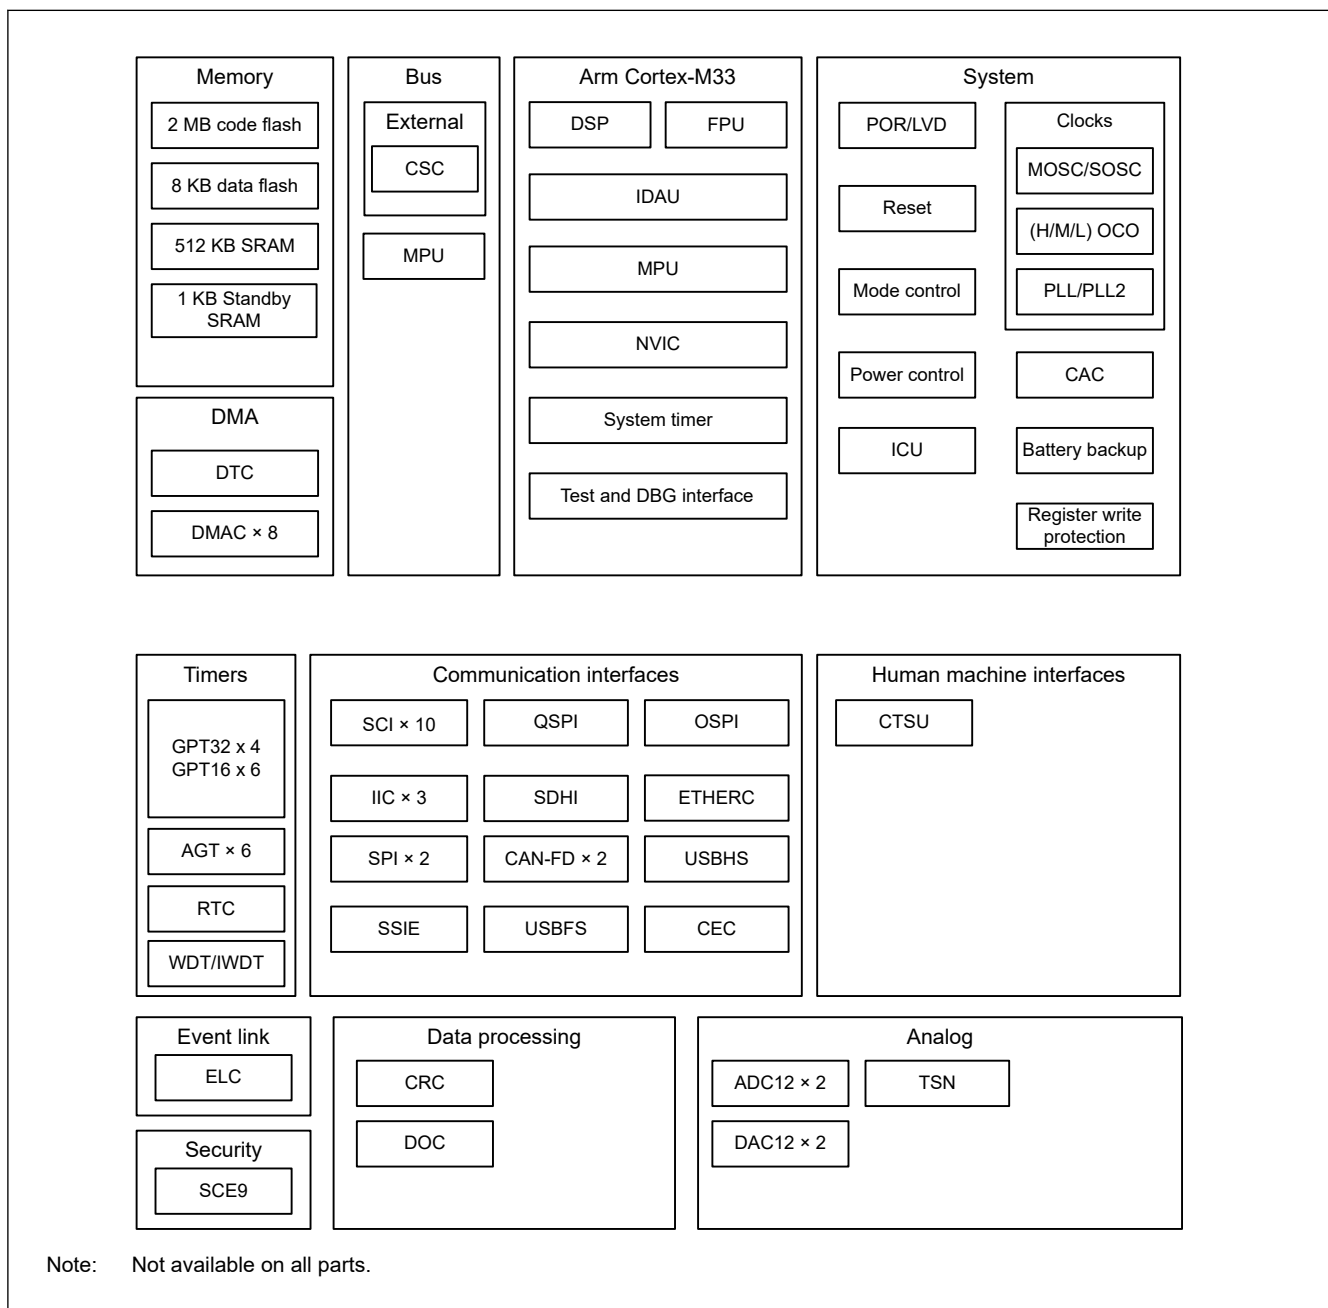 Memory
2 MB code flash
8 KB data flash
512 KB SRAM
1 KB Standby
SRAM
DMA
DTC
DMAC × 8
Bus
External
CSC
MPU
Arm Cortex-M33
DSP
FPU
IDAU
MPU
NVIC
System timer
Test and DBG interface
System
POR/LVD
Reset
Mode control
Power control
ICU
Clocks
MOSC/SOSC
(H/M/L) OCO
PLL/PLL2
CAC
Battery backup
Register write
protection
Timers
GPT32 x 4
GPT16 x 6
AGT × 6
RTC
WDT/IWDT
Communication interfaces
SCI × 10
QSPI
OSPI
IIC × 3
SDHI
ETHERC
SPI × 2
CAN-FD × 2
USBHS
SSIE
USBFS
CEC
Human machine interfaces
CTSU
Event link
ELC
Security
SCE9
Data processing
CRC
DOC
Analog
ADC12 × 2
TSN
DAC12 × 2
Note: Not available on all parts.